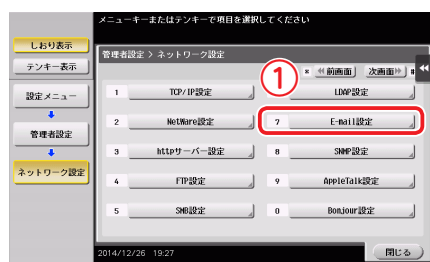 メニューキーまたはテンキーで項目を選択してください
しおり表示
テンキー表示
設定メニュー
管理者設定
ネットワーク設定
管理者設定 > ネットワーク設定
①
* 前画面 次画面 #
1 TCP/IP設定
LDAP設定
2 NetWare設定
7 E-mail設定
3 httpサーバー設定
8 SNMP設定
4 FTP設定
9 AppleTalk設定
5 SMB設定
0 Bonjour設定
2014/12/26 19:27
閉じる